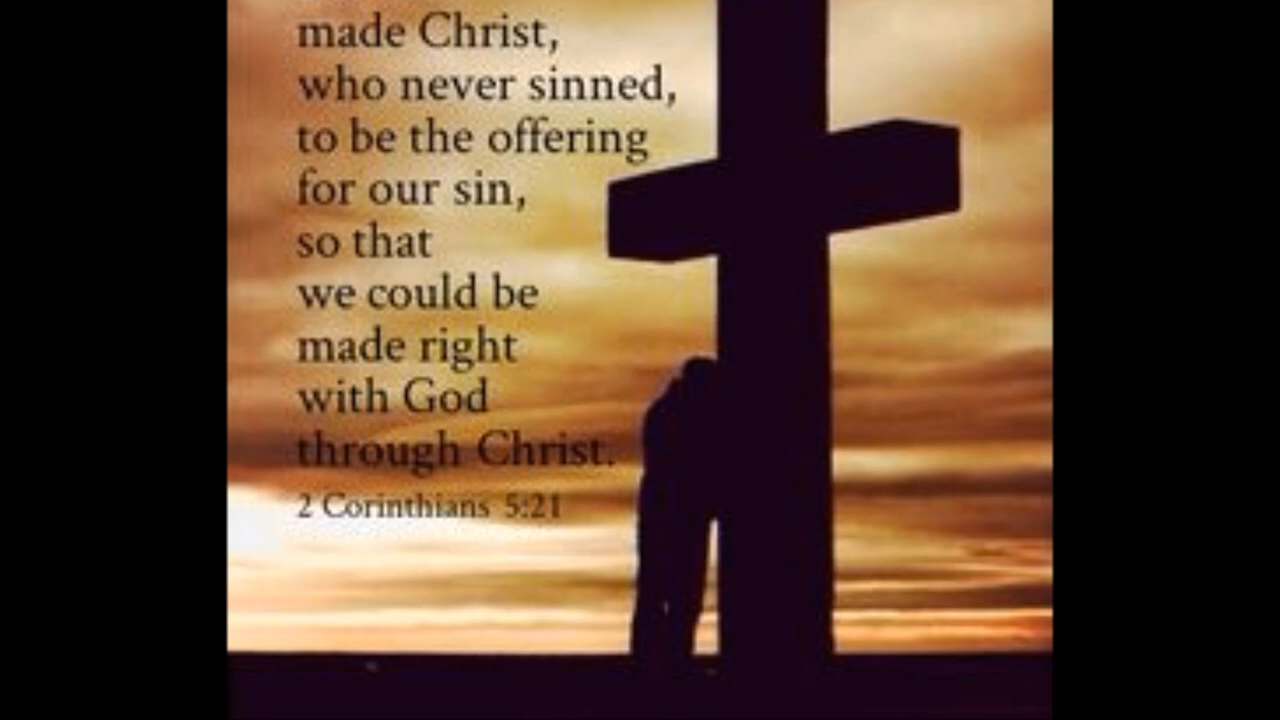 made Christ,
who never sinned,
to be the offering
for our sin,
so that
we could be
made right
with God
through Christ.
2 Corinthians 5:21